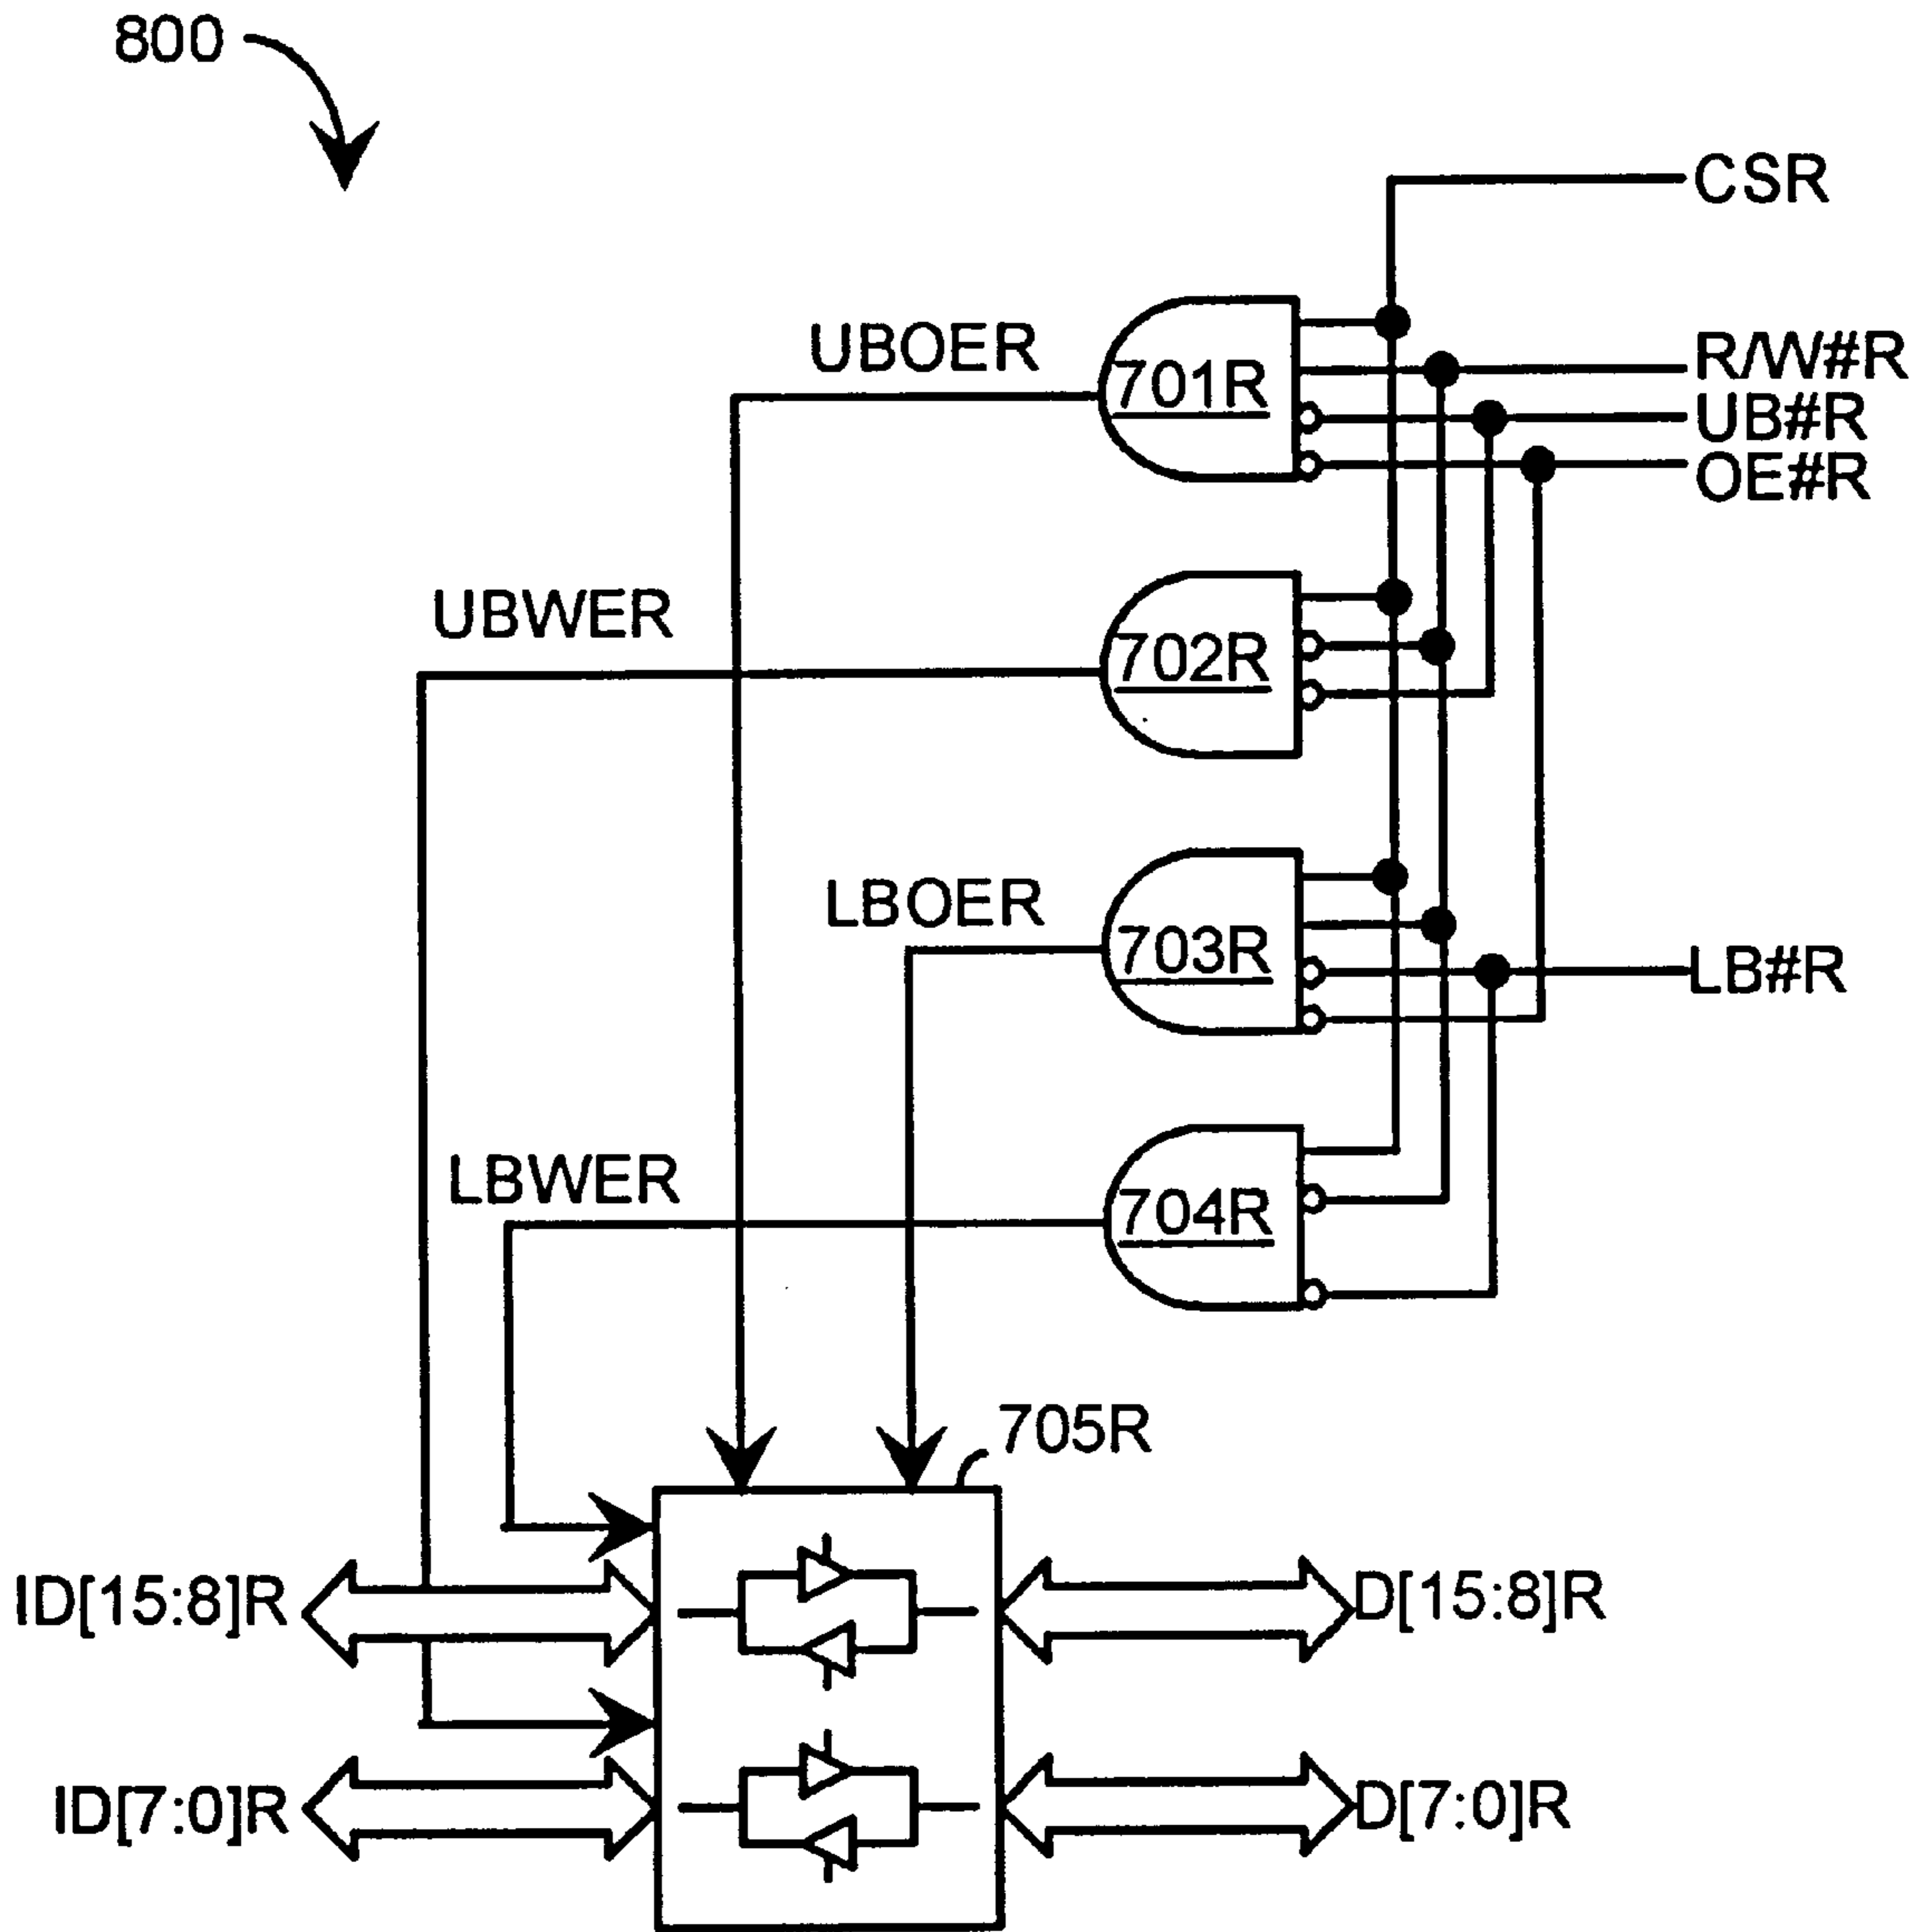 800
CSR
UBOER
701R
R/W#R
UB#R
OE#R
UBWER
702R
LBOER
703R
LB#R
LBWER
704R
705R
ID[15:8]R
D[15:8]R
ID[7:0]R
D[7:0]R